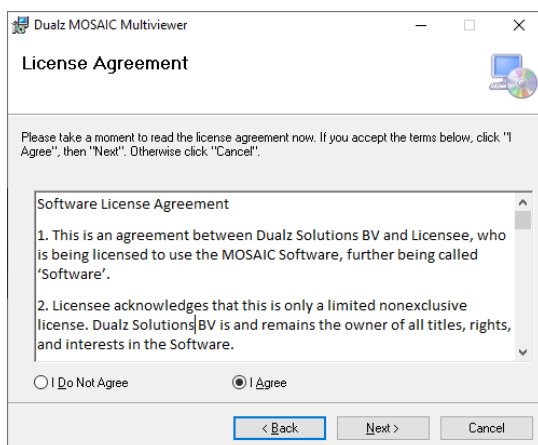 Dualz MOSAIC Multiviewer
License Agreement
Please take a moment to read the license agreement now. If you accept the terms below, click "I
Agree", then "Next". Otherwise click "Cancel".
Software License Agreement
1. This is an agreement between Dualz Solutions BV and Licensee, who
is being licensed to use the MOSAIC Software, further being called
‘Software’.
2. Licensee acknowledges that this is only a limited nonexclusive
license. Dualz Solutions BV is and remains the owner of all titles, rights,
and interests in the Software.
I Do Not Agree
I Agree
< Back
Next >
Cancel